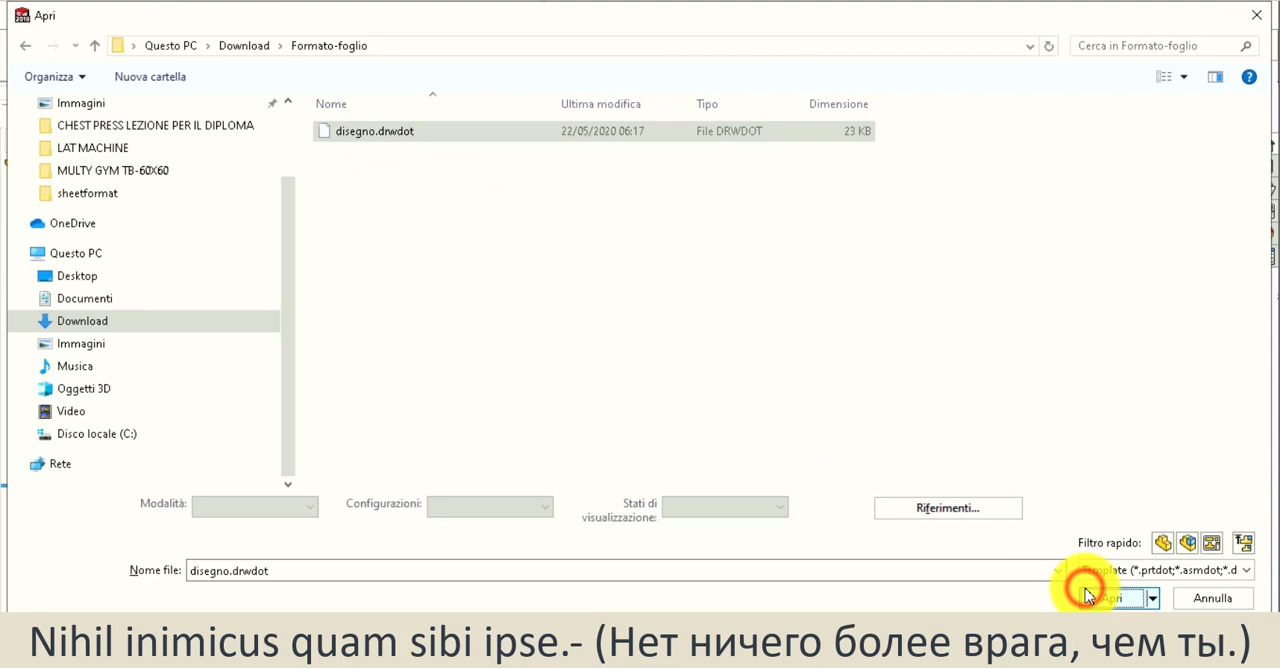 Apri
Questo PC > Download > Formato-foglio
Cerca in Formato-foglio
Organizza
Nuova cartella
Nome
Ultima modifica
Tipo
Dimensione
disegno.drwdot
22/05/2020 06:17
File DRWDOT
23 KB
Immagini
CHEST PRESS LEZIONE PER IL DIPLOMA
LAT MACHINE
MULTY GYM TB-60X60
sheetformat
OneDrive
Questo PC
Desktop
Documenti
Download
Immagini
Musica
Oggetti 3D
Video
Disco locale (C:)
Rete
Modalità:
Configurazioni:
Stati di
visualizzazione:
Riferimenti...
Filtro rapido:
Nome file:
disegno.drwdot
Template (*.prtdot;*.asmdot;*.d
Apri
Annulla
Nihil inimicus quam sibi ipse.- (Нет ничего более врага, чем ты.)